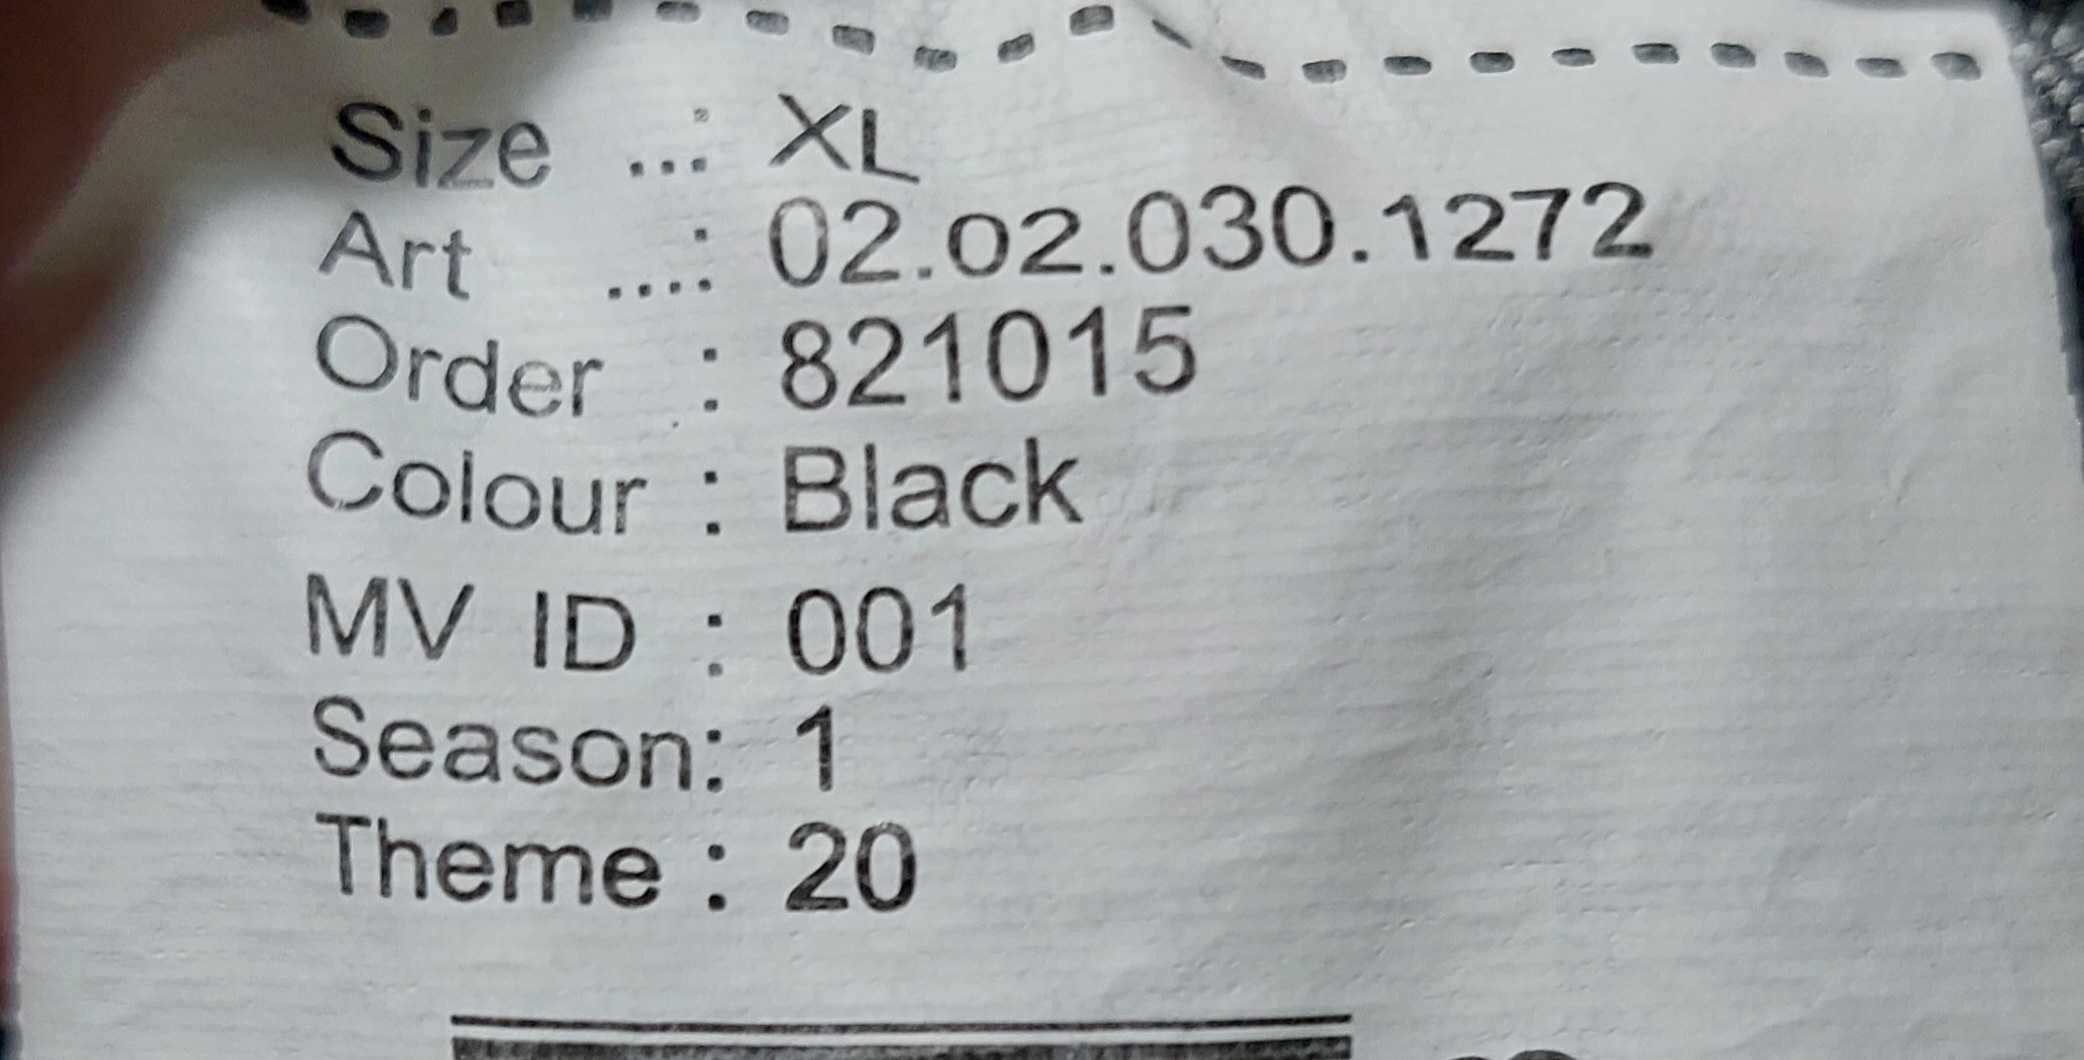 Size ...: XL
Art ....: 02.02.030.1272
Order : 821015
Colour : Black
MV ID : 001
Season: 1
Theme : 20